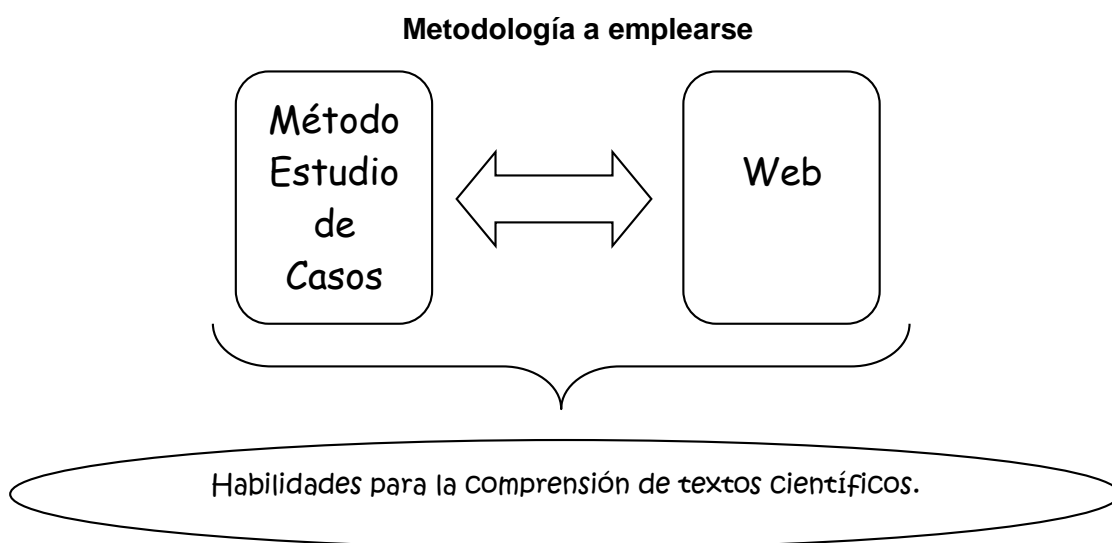 Metodología a emplearse
Método
Estudio
de
Casos
Web
Habilidades para la comprensión de textos científicos.